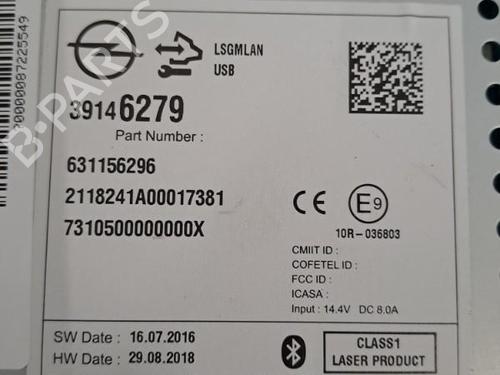 LSGMLAN
USB
39146279
Part Number :
631156296
2118241A00017381
7310500000000X
CE E9
10R-036803
CMIIT ID :
COFETEL ID :
FCC ID :
ICASA :
Input : 14.4V DC 8.0A
SW Date : 16.07.2016
HW Date : 29.08.2018
CLASS1
LASER PRODUCT
B-PARTS